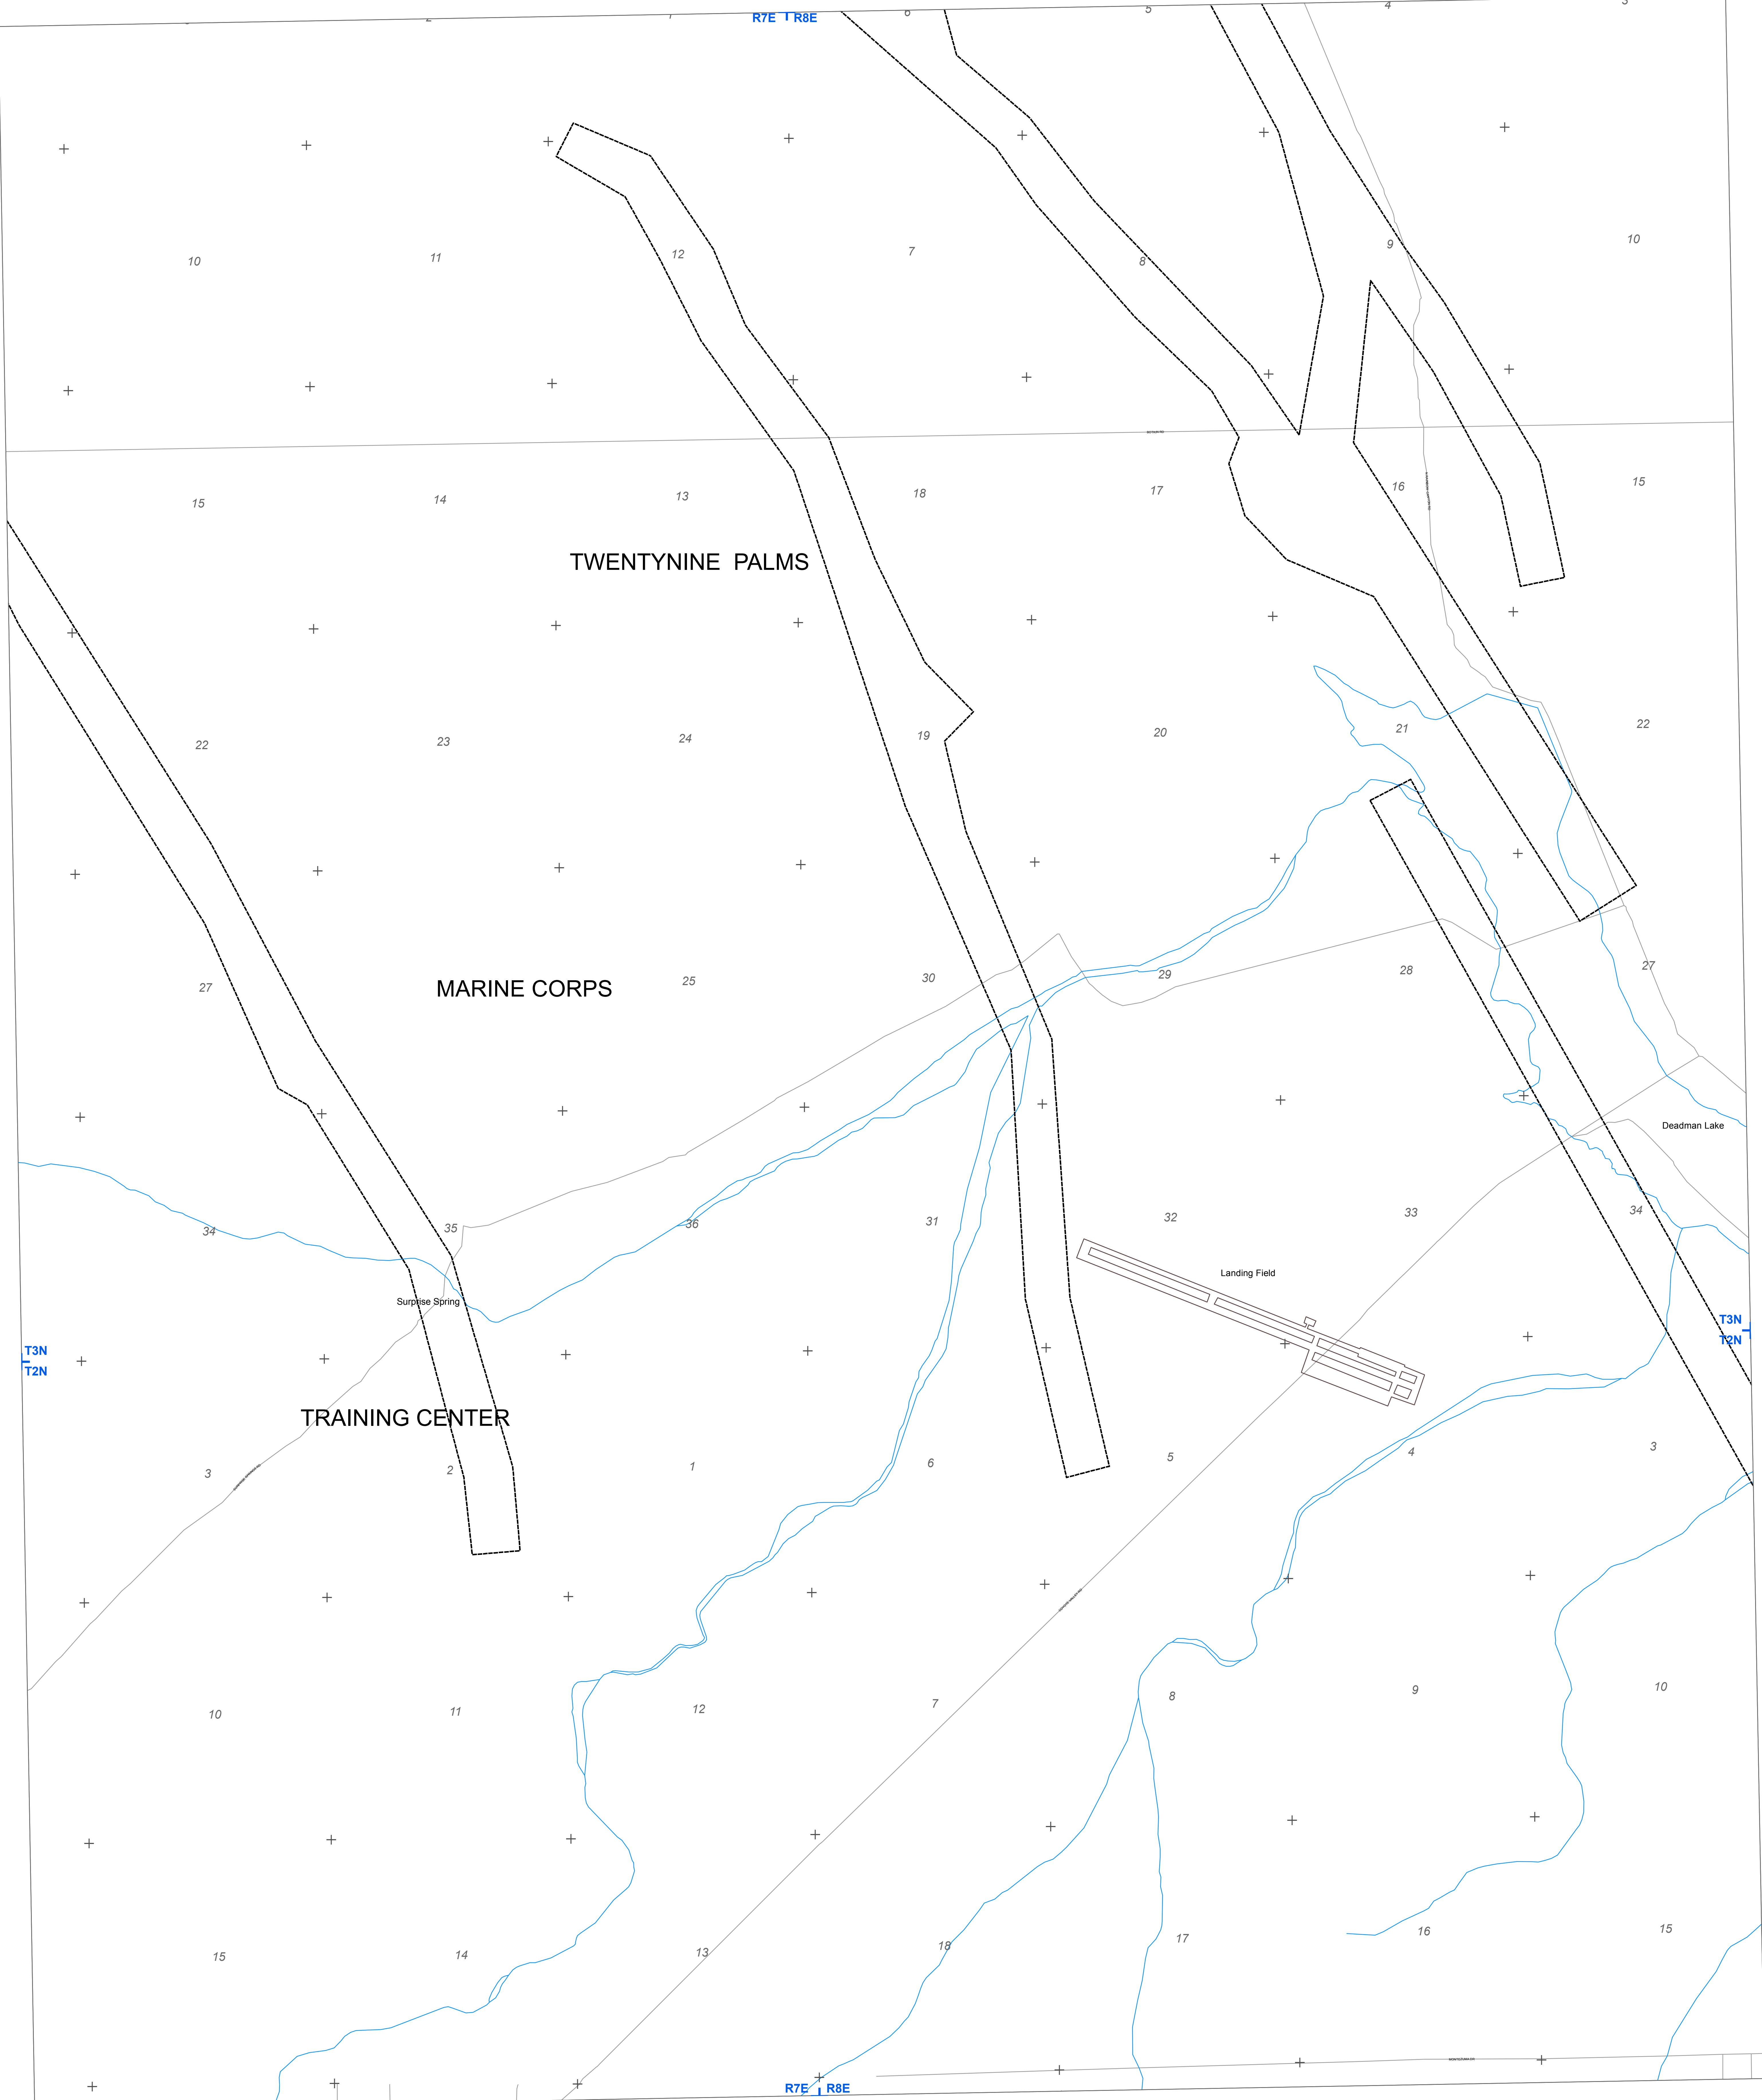 R7E R8E
6 5 4
10 11 12 7 8 9 10
15 14 13 18 17 16 15
TWENTYNINE PALMS
22 23 24 19 20 21 22
27 25 30 29 28 27
MARINE CORPS
Deadman Lake
34 35 36 31 32 33 34
Landing Field
Surprise Spring
T3N T3N
T2N T2N
TRAINING CENTER
3 2 1 6 5 4 3
10 11 12 7 8 9 10
15 14 13 18 17 16 15
R7E R8E